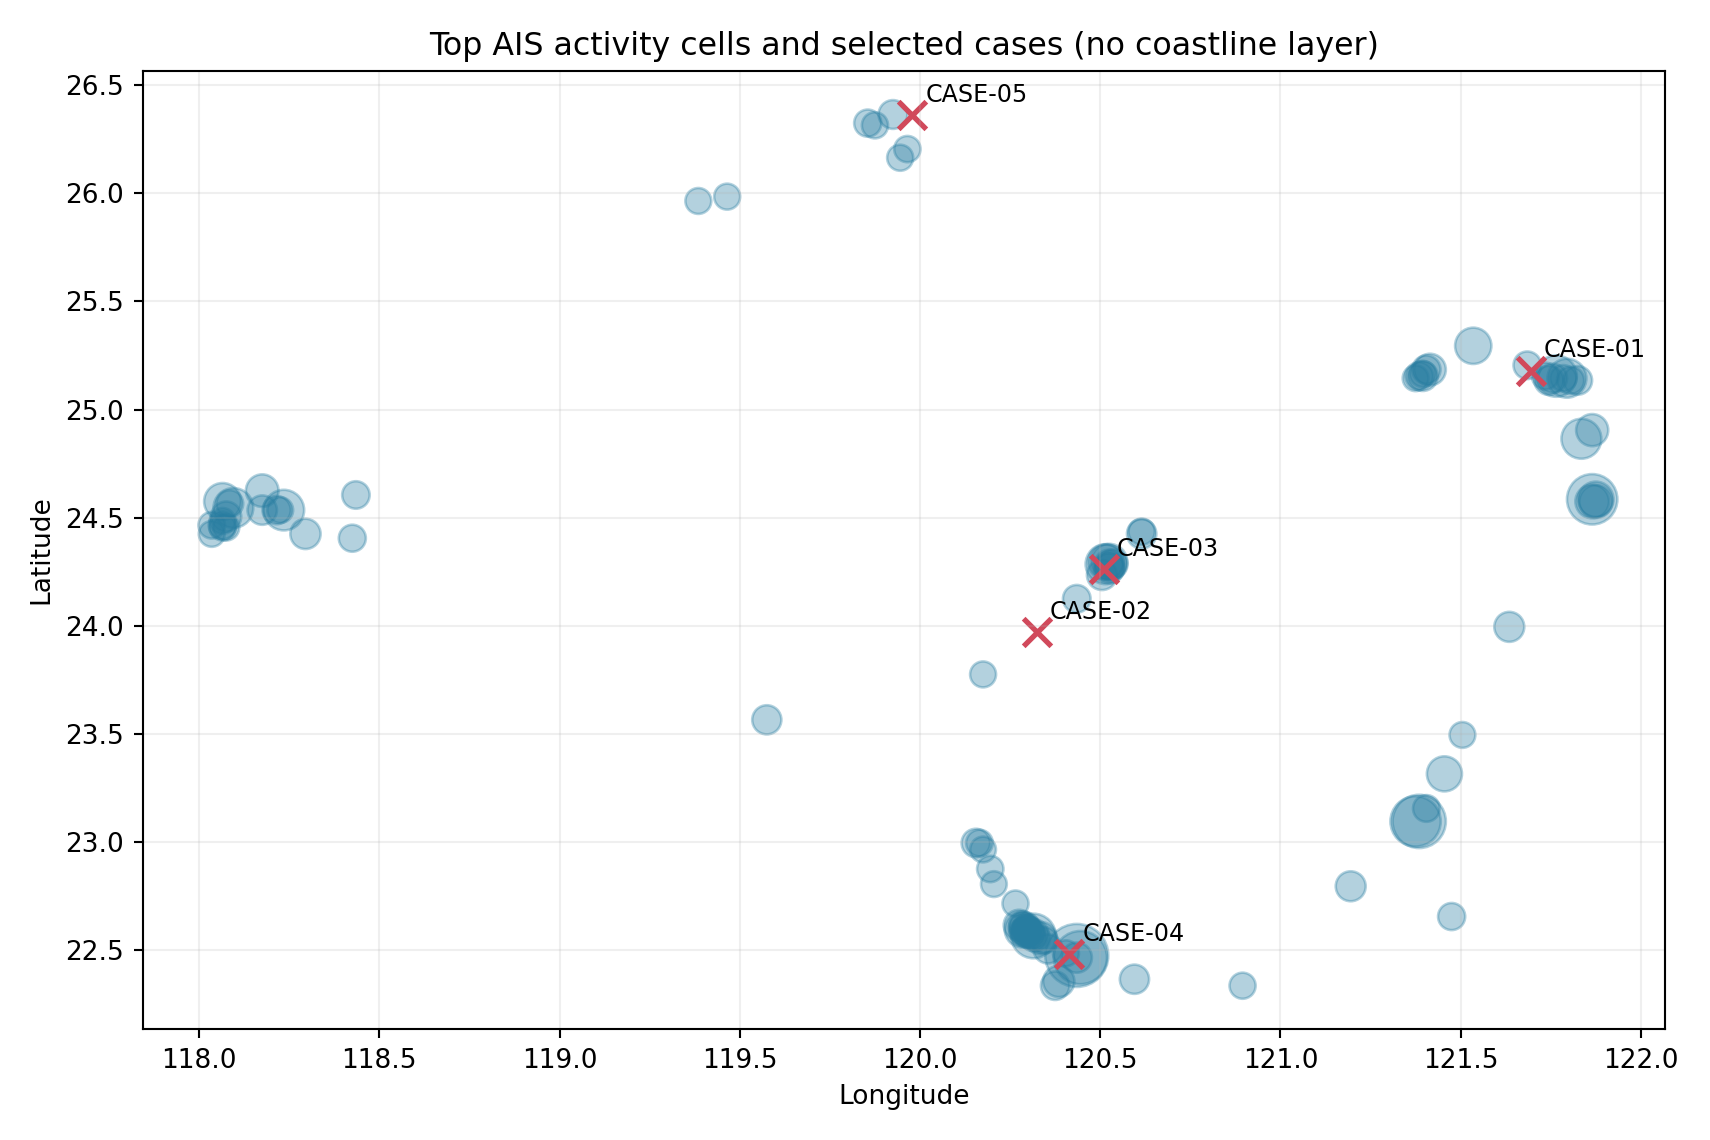 Top AIS activity cells and selected cases (no coastline layer)
26.5
26.0
25.5
25.0
24.5
24.0
23.5
23.0
22.5
Latitude
CASE-05
CASE-01
CASE-03
CASE-02
CASE-04
118.0 118.5 119.0 119.5 120.0 120.5 121.0 121.5 122.0
Longitude